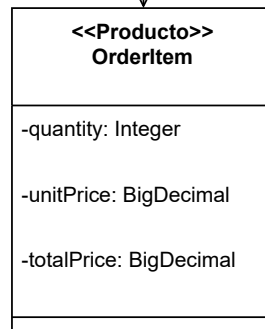 <<Producto>>
OrderItem
-quantity: Integer
-unitPrice: BigDecimal
-totalPrice: BigDecimal